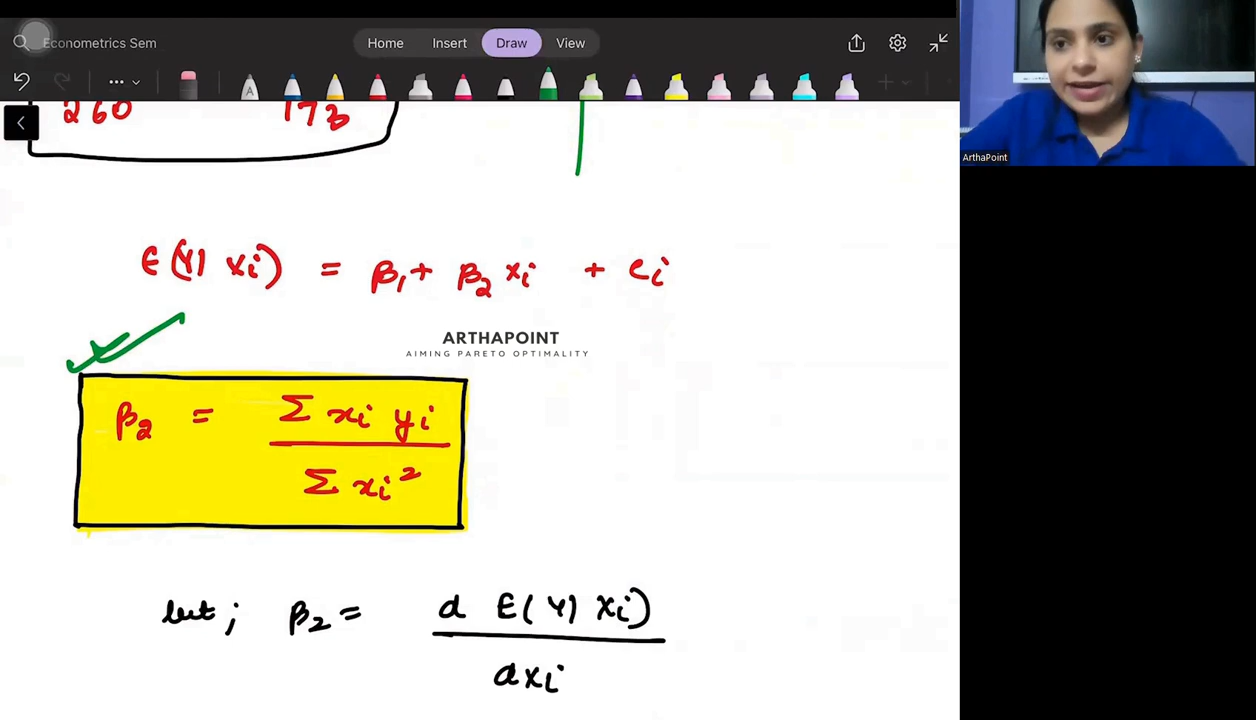 Econometrics Sem
Home Insert Draw View
A
260 173
E(Y| Xi) = β1 + β2 Xi + ei
ARTHAPOINT
AIMING PARETO OPTIMALITY
β2 = Σ xi yi
Σ xi²
but ; β2 = d E(Y| Xi)
dXi
ArthaPoint